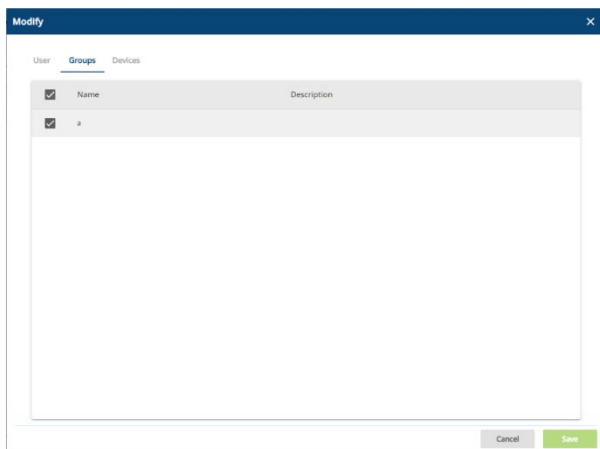 Modify
User Groups Devices
Name Description
a
Cancel Save